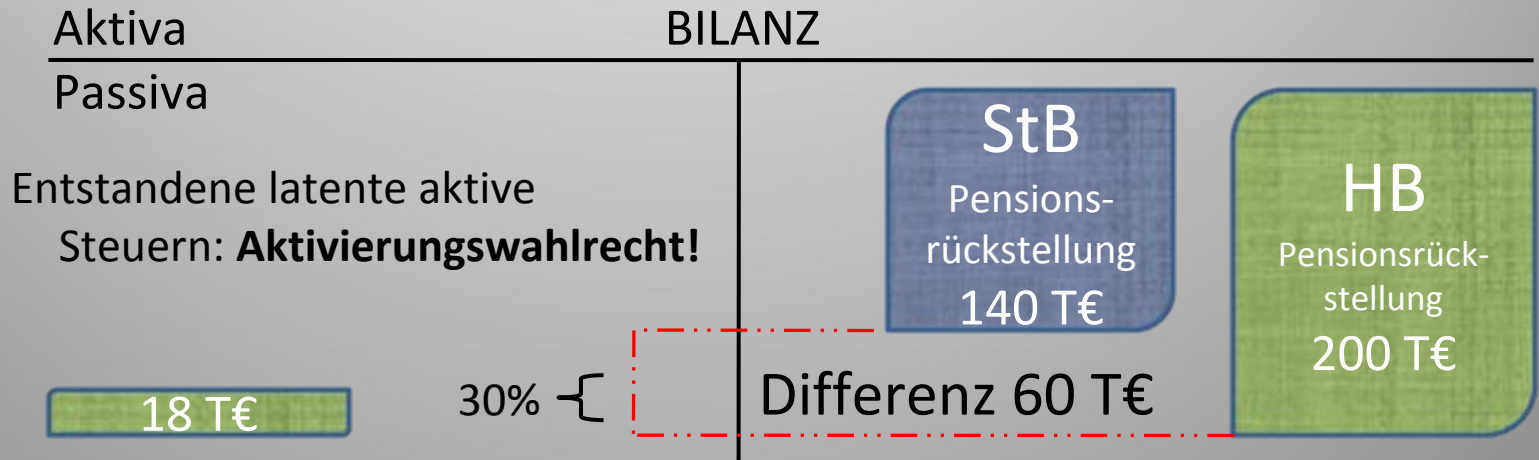 Aktiva BILANZ
Passiva
Entstandene latente aktive
Steuern: Aktivierungswahlrecht!
18 T€
30%
StB
Pensions-
rückstellung
140 T€
Differenz 60 T€
HB
Pensionsrück-
stellung
200 T€